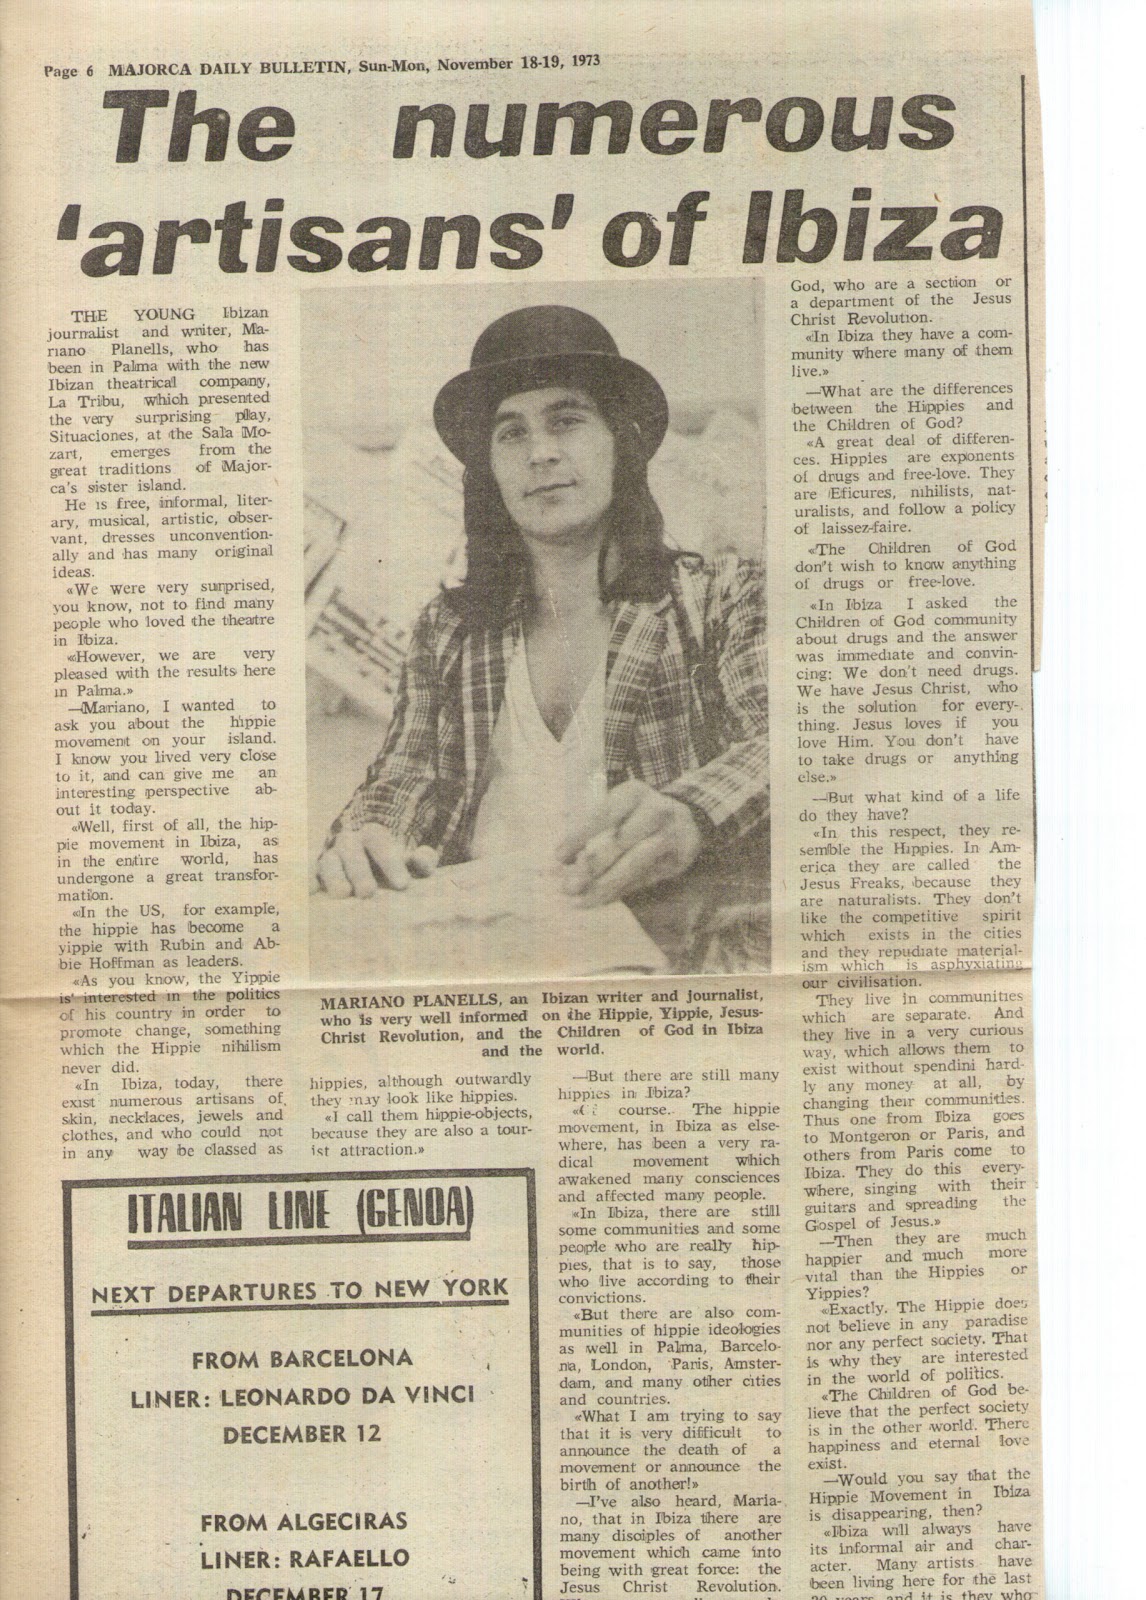 Page 6 MAJORCA DAILY BULLETIN, Sun-Mon, November 18-19, 1973
The numerous
'artisans' of Ibiza
THE YOUNG Ibizan
journalist and writer, Ma-
riano Planells, who has
been in Palma with the new
Ibizan theatrical company,
La Tribu, which presented
the very surprising play,
Situaciones, at the Sala Mo-
zart, emerges from the
great traditions of Major-
ca's sister island.
He is free, informal, liter-
ary, musical, artistic, obser-
vant, dresses unconvention-
ally and has many original
ideas.
«We were very surprised,
you know, not to find many
people who loved the theatre
in Ibiza.
«However, we are very
pleased with the results here
in Palma.»
—Mariano, I wanted to
ask you about the hippie
movement on your island.
I know you lived very close
to it, and can give me an
interesting perspective ab-
out it today.
«Well, first of all, the hip-
pie movement in Ibiza, as
in the entire world, has
undergone a great transfor-
mation.
«In the US, for example,
the hippie has become a
yippie with Rubin and Ab-
bie Hoffman as leaders.
«As you know, the Yippie
is' interested in the politics
of his country in order to
promote change, something
which the Hippie nihilism
never did.
«In Ibiza, today, there
exist numerous artisans of
skin, necklaces, jewels and
clothes, and who could not
in any way be classed as
MARIANO PLANELLS, an Ibizan writer and journalist,
who is very well informed on the Hippie, Yippie, Jesus-
Christ Revolution, and the Children of God in Ibiza
and the world.
hippies, although outwardly
they may look like hippies.
«I call them hippie-objects,
because they are also a tour-
ist attraction.»
ITALIAN LINE (GENOA)
NEXT DEPARTURES TO NEW YORK
FROM BARCELONA
LINER: LEONARDO DA VINCI
DECEMBER 12
FROM ALGECIRAS
LINER: RAFAELLO
DECEMBER 17
—But there are still many
hippies in Ibiza?
course. The hippie
movement, in Ibiza as else-
where, has been a very ra-
dical movement which
awakened many consciences
and affected many people.
«In Ibiza, there are still
some communities and some
people who are really hip-
pies, that is to say, those
who live according to their
convictions.
«But there are also com-
munities of hippie ideologies
as well in Palma, Barcelo-
na, London, Paris, Amster-
dam, and many other cities
and countries.
«What I am trying to say
that it is very difficult to
announce the death of a
movement or announce the
birth of another!»
—I've also heard, Maria-
no, that in Ibiza there are
many disciples of another
movement which came into
being with great force: the
Jesus Christ Revolution.
God, who are a section or
a department of the Jesus
Christ Revolution.
«In Ibiza they have a com-
munity where many of them
live.»
—What are the differences
between the Hippies and
the Children of God?
«A great deal of differen-
ces. Hippies are exponents
of drugs and free-love. They
are Eficures, nihilists, nat-
uralists, and follow a policy
of laissez-faire.
«The Children of God
don't wish to know anything
of drugs or free-love.
«In Ibiza I asked the
Children of God community
about drugs and the answer
was immediate and convin-
cing: We don't need drugs.
We have Jesus Christ, who
is the solution for every-
thing. Jesus loves if you
love Him. You don't have
to take drugs or anything
else.»
—But what kind of a life
do they have?
«In this respect, they re-
semble the Hippies. In Am-
erica they are called the
Jesus Freaks, because they
are naturalists. They don't
like the competitive spirit
which exists in the cities
and they repudiate material-
ism which is asphyxiating
our civilisation.
They live in communities
which are separate. And
they live in a very curious
way, which allows them to
exist without spendini hard-
ly any money at all, by
changing their communities.
Thus one from Ibiza goes
to Montgeron or Paris, and
others from Paris come to
Ibiza. They do this every-
where, singing with their
guitars and spreading the
Gospel of Jesus.»
—Then they are much
happier and much more
vital than the Hippies or
Yippies?
«Exactly. The Hippie does
not believe in any paradise
nor any perfect society. That
is why they are interested
in the world of politics.
«The Children of God be-
lieve that the perfect society
is in the other world. There
happiness and eternal love
exist.
—Would you say that the
Hippie Movement in Ibiza
is disappearing, then?
«Ibiza will always have
its informal air and char-
acter. Many artists have
been living here for the last
20 years, and it is they who